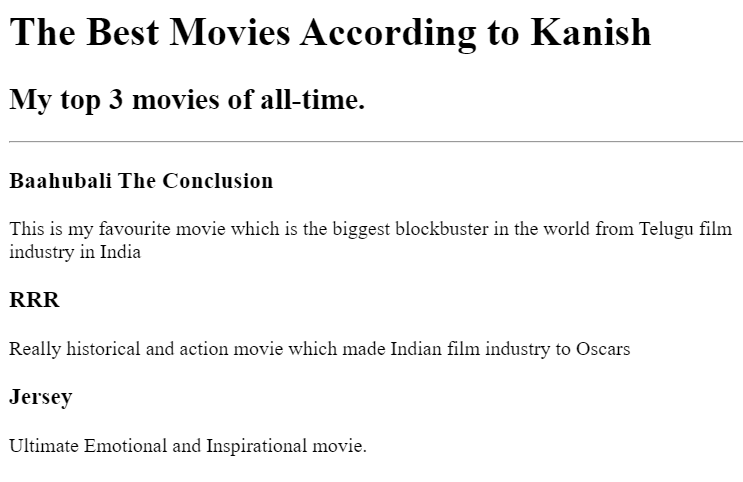 The Best Movies According to Kanish
My top 3 movies of all-time.
Baahubali The Conclusion
This is my favourite movie which is the biggest blockbuster in the world from Telugu film
industry in India
RRR
Really historical and action movie which made Indian film industry to Oscars
Jersey
Ultimate Emotional and Inspirational movie.